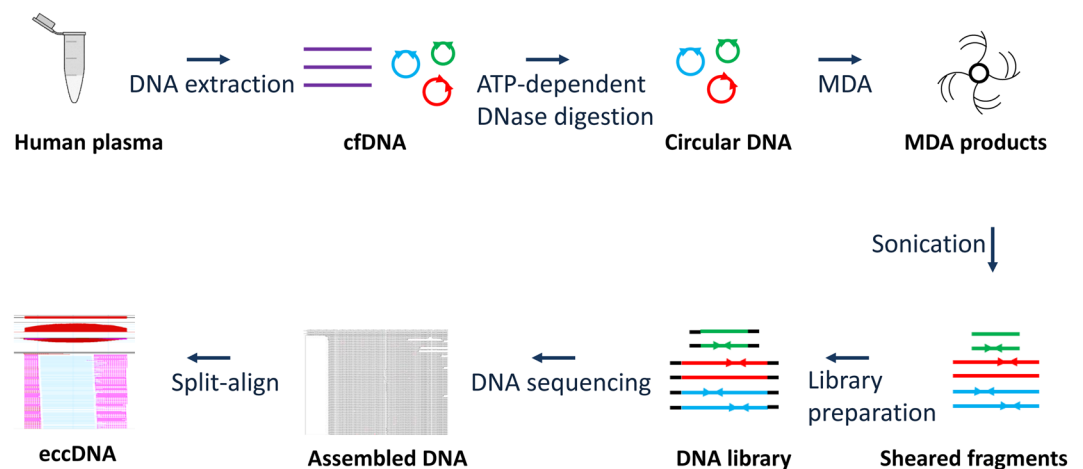 DNA extraction
ATP-dependent
DNase digestion
MDA
Human plasma
cfDNA
Circular DNA
MDA products
Sonication
Split-align
DNA sequencing
Library
preparation
eccDNA
Assembled DNA
DNA library
Sheared fragments